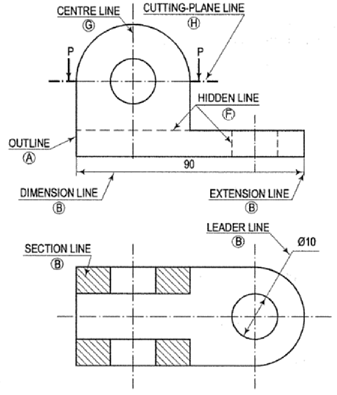 CENTRE LINE
G
CUTTING-PLANE LINE
H
P
P
HIDDEN LINE
F
OUTLINE
A
90
DIMENSION LINE
B
EXTENSION LINE
B
LEADER LINE
B
Ø10
SECTION LINE
B